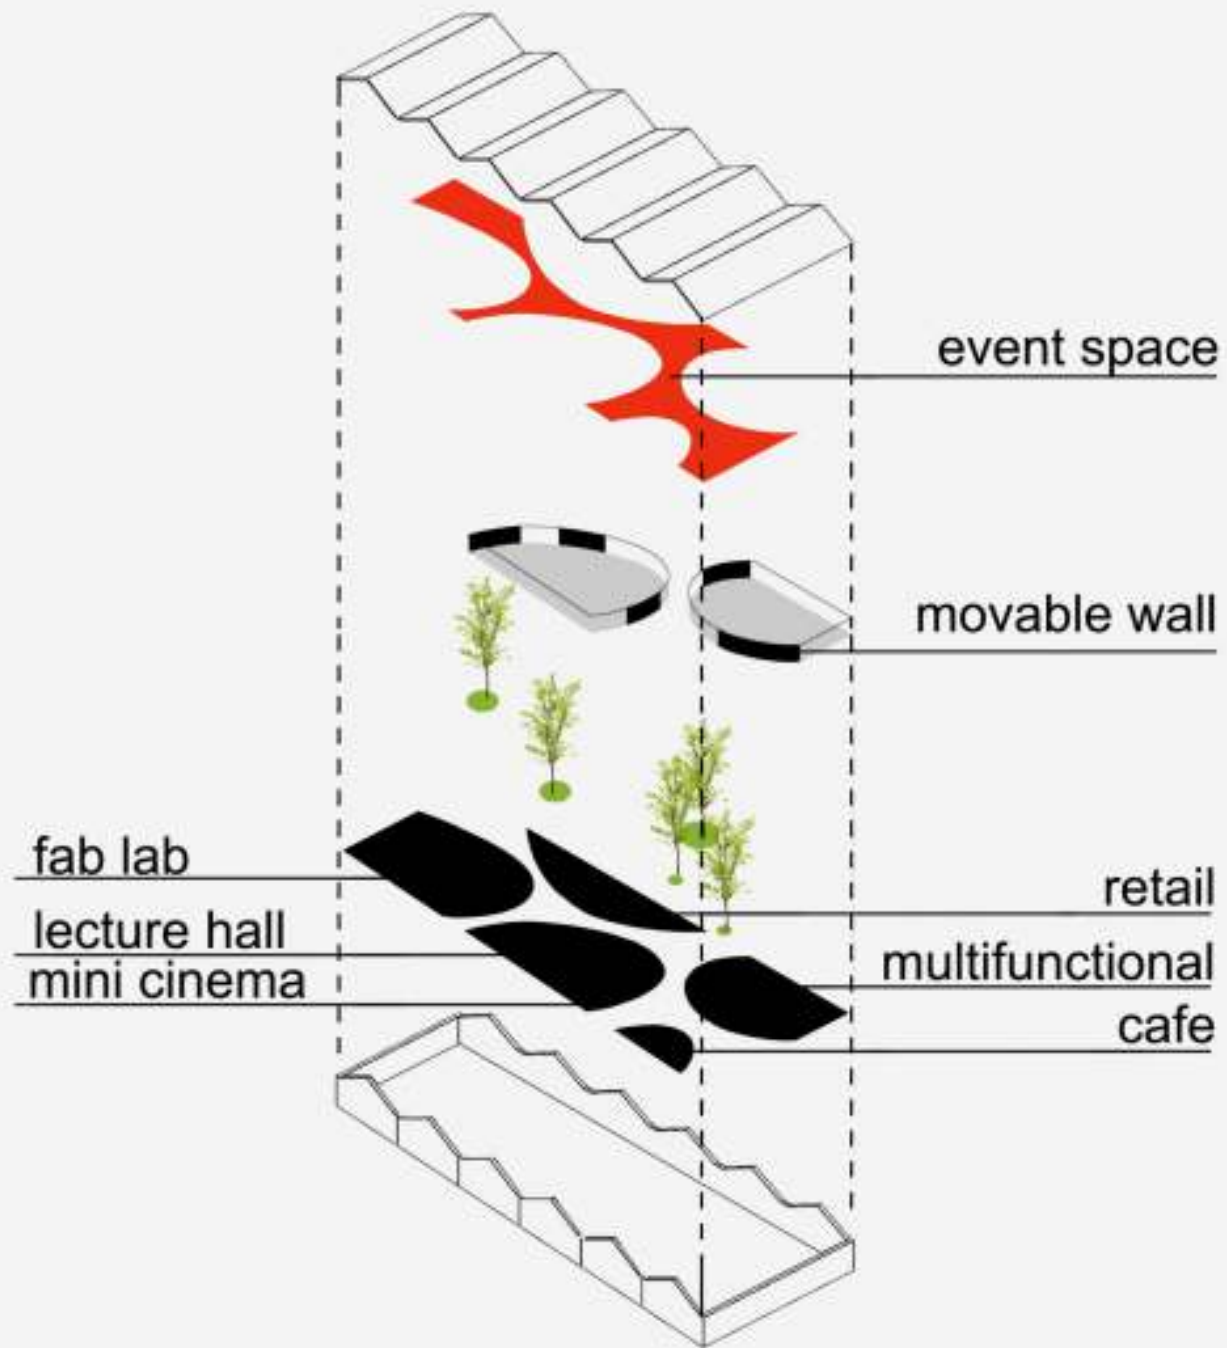 event space
movable wall
fab lab
retail
lecture hall
multifunctional
mini cinema
cafe